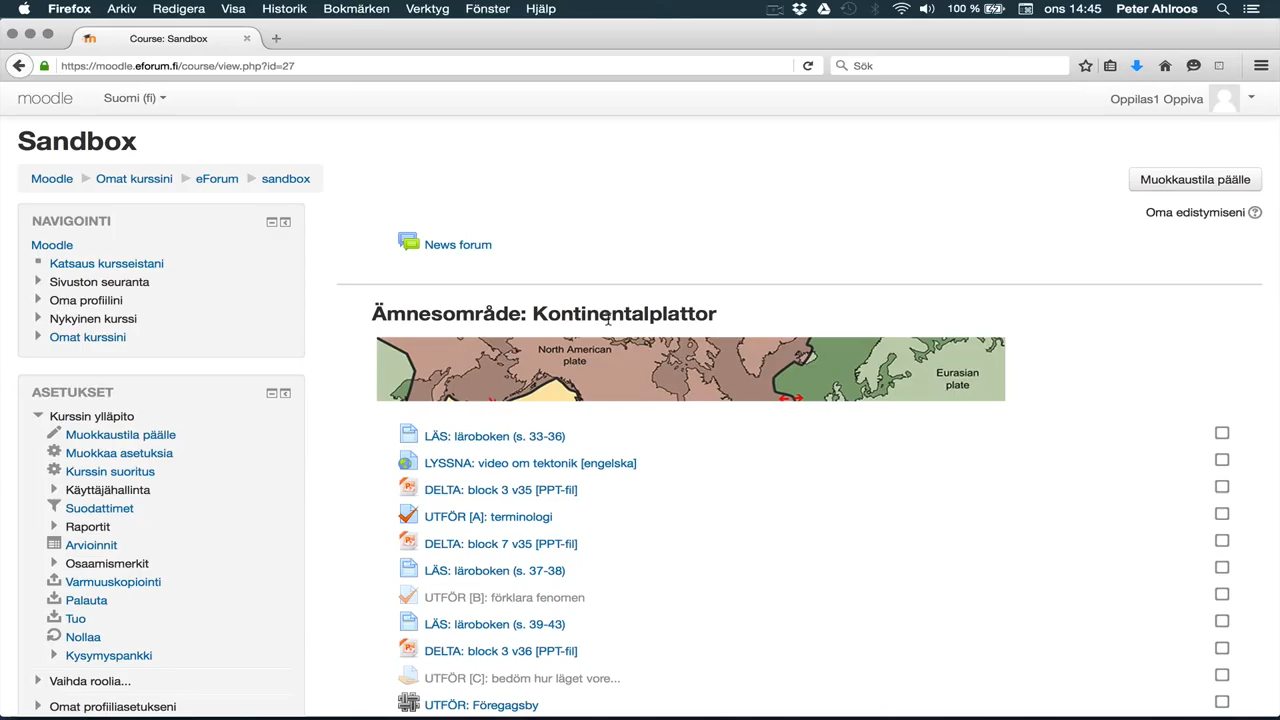 Firefox Arkiv Redigera Visa Historik Bokmärken Verktyg Fönster Hjälp 100 % ons 14:45 Peter Ahlroos
Course: Sandbox
https://moodle.eforum.fi/course/view.php?id=27 Sök
moodle Suomi (fi) Oppilas1 Oppiva
Sandbox
Moodle Omat kurssini eForum sandbox
Muokkaustila päälle
Oma edistymiseni
NAVIGOINTI
Moodle
Katsaus kursseistani
Sivuston seuranta
Oma profiilini
Nykyinen kurssi
Omat kurssini
ASETUKSET
Kurssin ylläpito
Muokkaustila päälle
Muokkaa asetuksia
Kurssin suoritus
Käyttäjähallinta
Suodattimet
Raportit
Arvioinnit
Osaamismerkit
Varmuuskopiointi
Palauta
Tuo
Nollaa
Kysymyspankki
Vaihda roolia...
Omat profiiliasetukseni
News forum
Ämnesområde: Kontinentalplattor
North American
plate
Eurasian
plate
LÄS: läroboken (s. 33-36)
LYSSNA: video om tektonik [engelska]
DELTA: block 3 v35 [PPT-fil]
UTFÖR [A]: terminologi
DELTA: block 7 v35 [PPT-fil]
LÄS: läroboken (s. 37-38)
UTFÖR [B]: förklara fenomen
LÄS: läroboken (s. 39-43)
DELTA: block 3 v36 [PPT-fil]
UTFÖR [C]: bedöm hur läget vore...
UTFÖR: Föregagsby